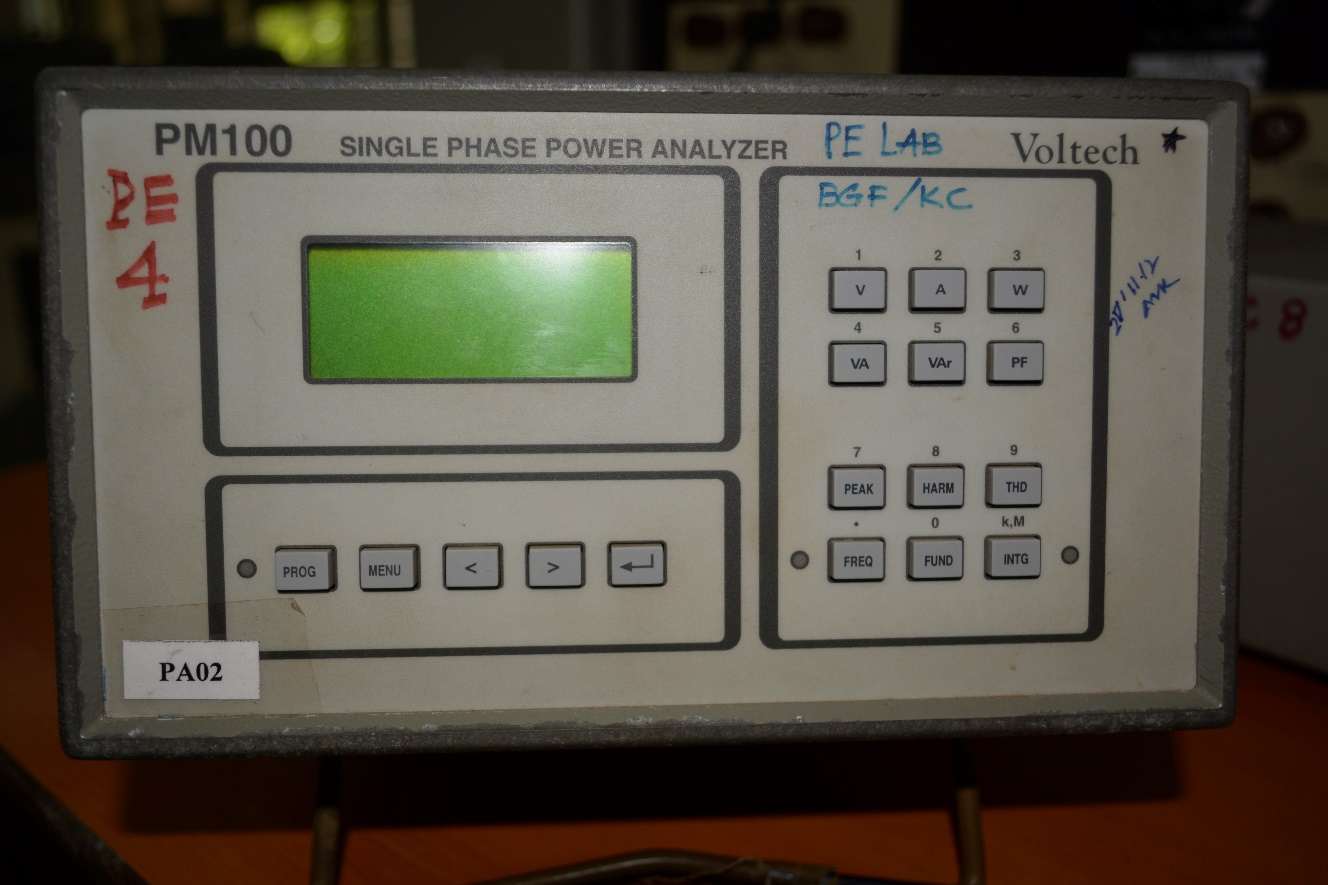 PM100 SINGLE PHASE POWER ANALYZER PE LAB Voltech
BGF/KC
PE
4
1 2 3
V A W
4 5 6
VA VAr PF
7 8 9
PEAK HARM THD
. 0 k,M
FREQ FUND INTG
PROG MENU < >
PA02
8